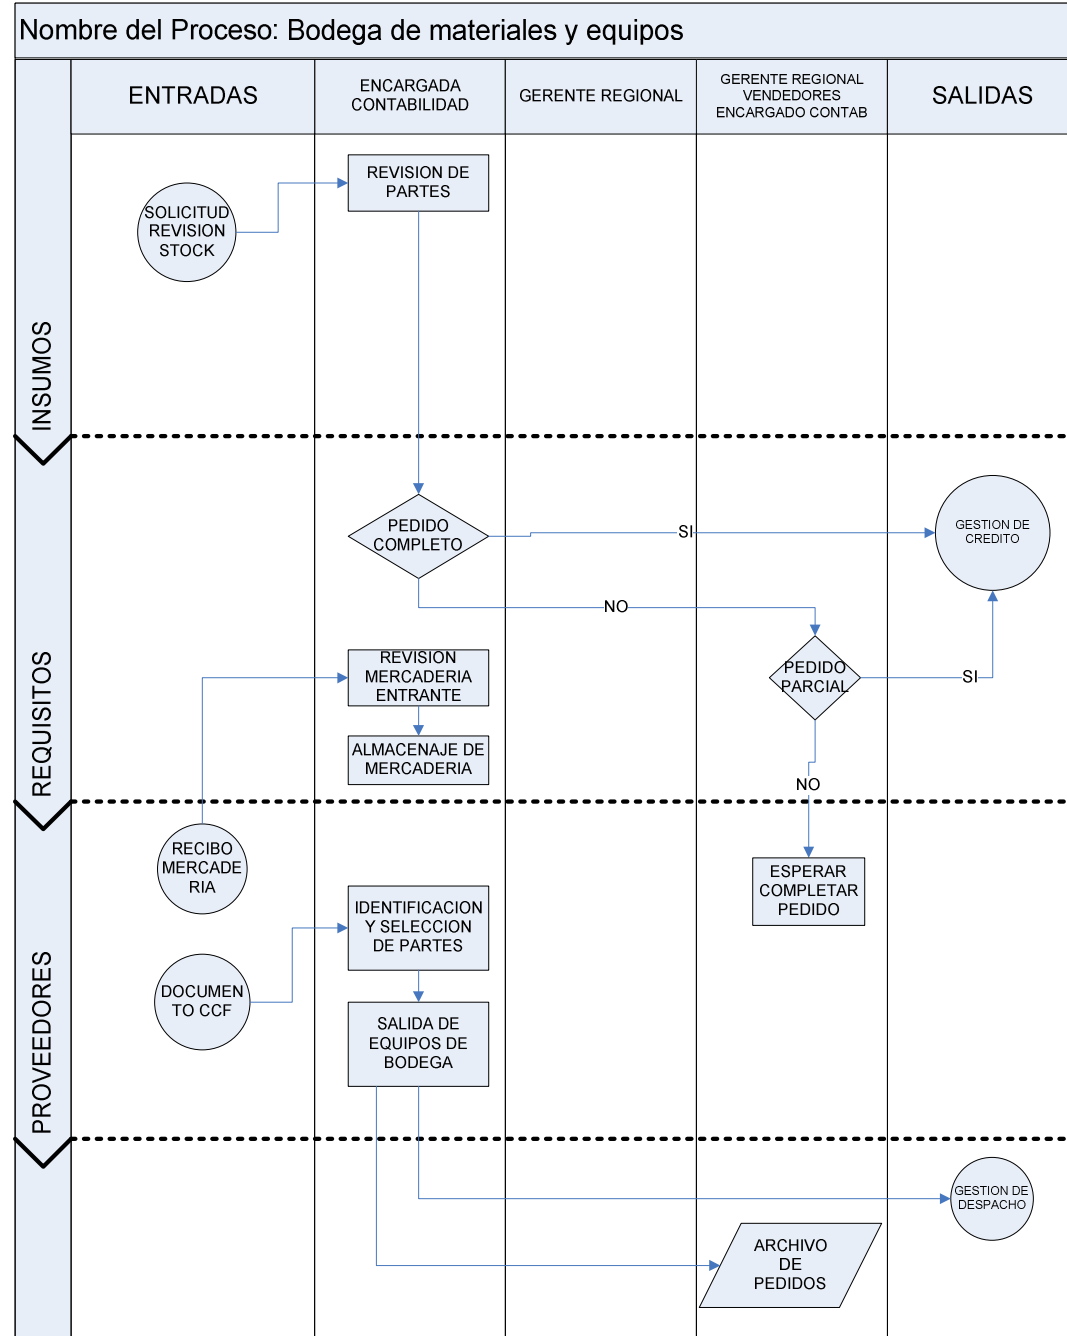 Nombre del Proceso: Bodega de materiales y equipos
ENTRADAS
ENCARGADA
CONTABILIDAD
GERENTE REGIONAL
GERENTE REGIONAL
VENDEDORES
ENCARGADO CONTAB
SALIDAS
INSUMOS
SOLICITUD
REVISION
STOCK
REVISION DE
PARTES
REQUISITOS
PEDIDO
COMPLETO
SI
GESTION DE
CREDITO
NO
PEDIDO
PARCIAL
SI
NO
REVISION
MERCADERIA
ENTRANTE
ALMACENAJE DE
MERCADERIA
PROVEEDORES
RECIBO
MERCADE
RIA
ESPERAR
COMPLETAR
PEDIDO
IDENTIFICACION
Y SELECCION
DE PARTES
DOCUMEN
TO CCF
SALIDA DE
EQUIPOS DE
BODEGA
GESTION DE
DESPACHO
ARCHIVO
DE
PEDIDOS